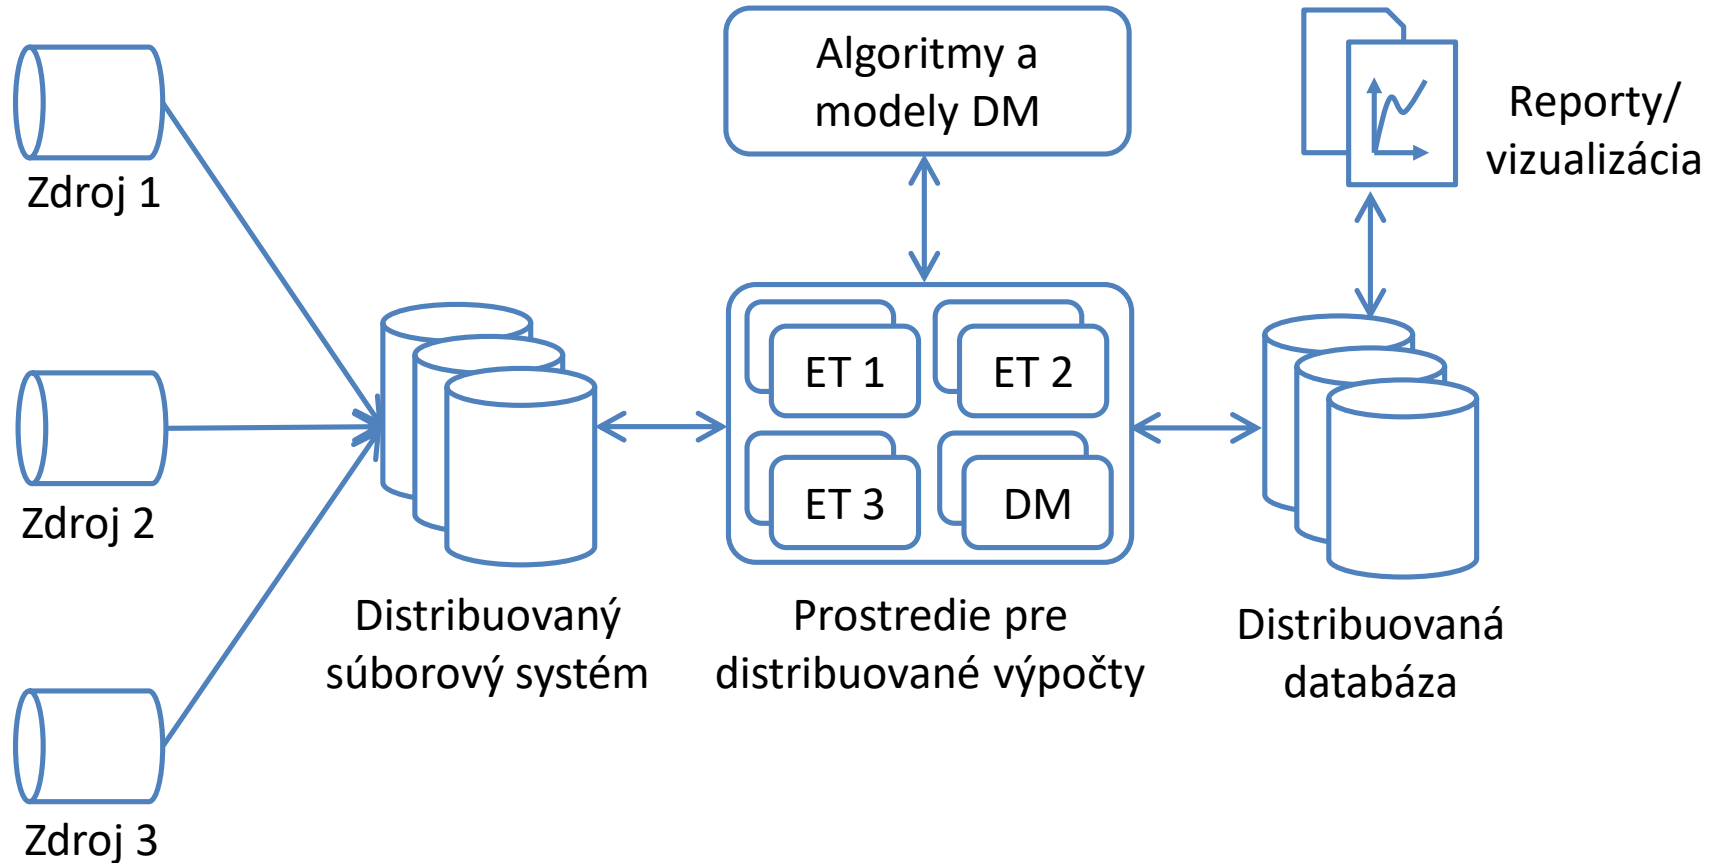 Algoritmy a
modely DM
Reporty/
vizualizácia
Zdroj 1
Zdroj 2
Zdroj 3
ET 1
ET 2
ET 3
DM
Distribuovaný
súborový systém
Prostredie pre
distribuované výpočty
Distribuovaná
databáza